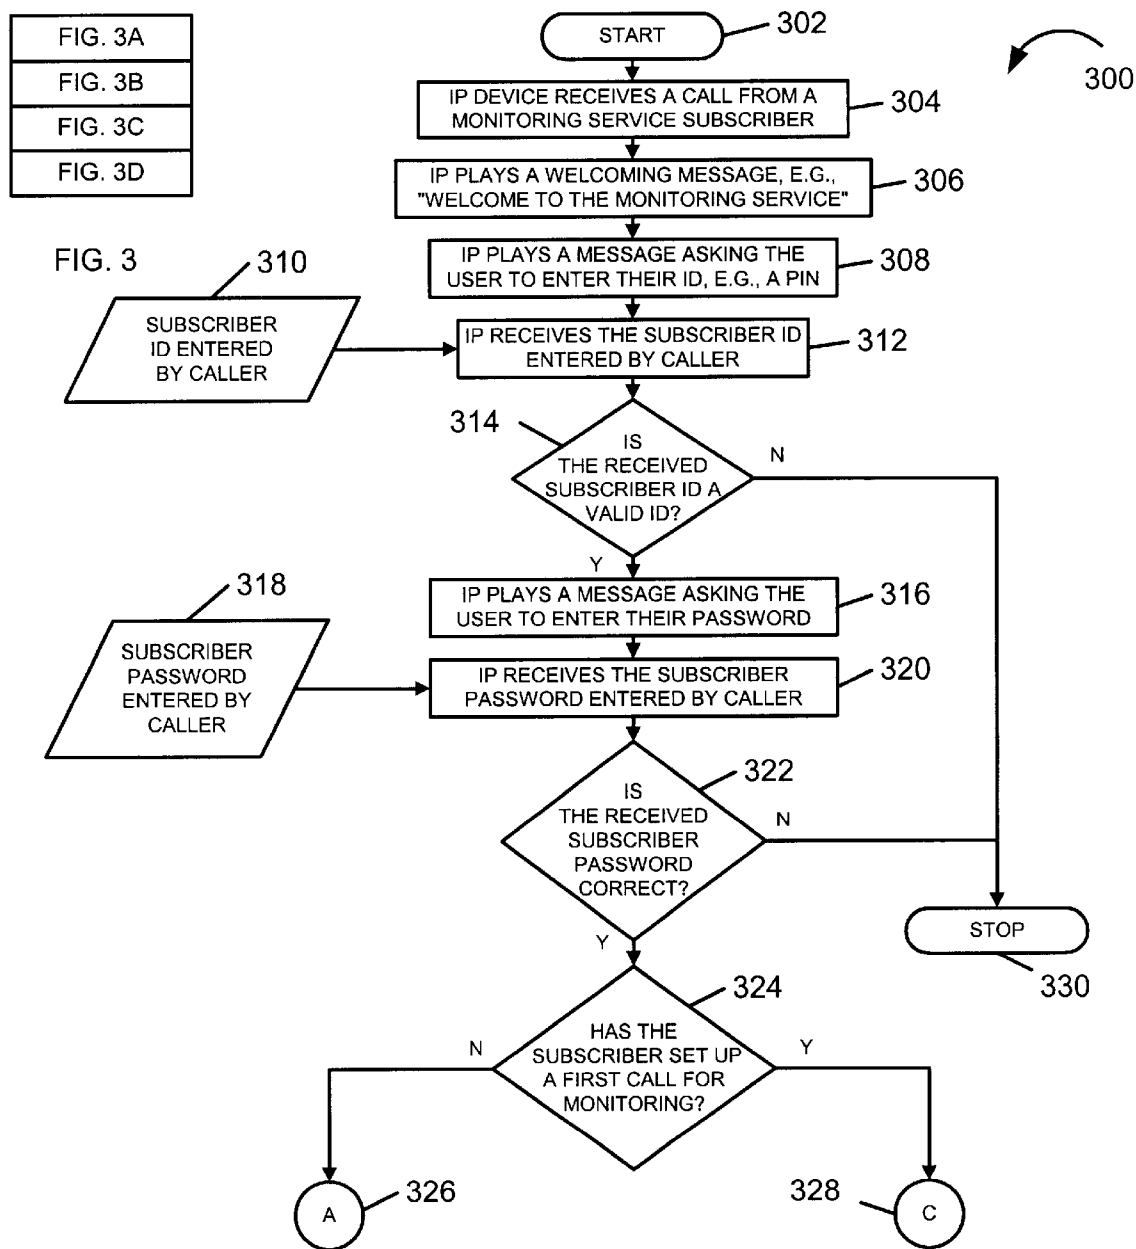 FIG. 3A
FIG. 3B
FIG. 3C
FIG. 3D
FIG. 3
START
302
300
IP DEVICE RECEIVES A CALL FROM A
MONITORING SERVICE SUBSCRIBER
304
IP PLAYS A WELCOMING MESSAGE, E.G.,
"WELCOME TO THE MONITORING SERVICE"
306
IP PLAYS A MESSAGE ASKING THE
USER TO ENTER THEIR ID, E.G., A PIN
308
310
SUBSCRIBER
ID ENTERED
BY CALLER
IP RECEIVES THE SUBSCRIBER ID
ENTERED BY CALLER
312
314
IS
THE RECEIVED
SUBSCRIBER ID A
VALID ID?
N
Y
IP PLAYS A MESSAGE ASKING THE
USER TO ENTER THEIR PASSWORD
316
318
SUBSCRIBER
PASSWORD
ENTERED BY
CALLER
IP RECEIVES THE SUBSCRIBER
PASSWORD ENTERED BY CALLER
320
322
IS
THE RECEIVED
SUBSCRIBER
PASSWORD
CORRECT?
N
Y
STOP
330
324
HAS THE
SUBSCRIBER SET UP
A FIRST CALL FOR
MONITORING?
N
Y
A
326
328
C